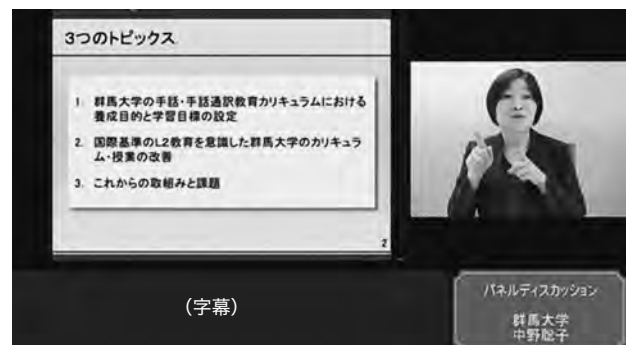 3つのトピックス
1. 群馬大学の手話・手話通訳教育カリキュラムにおける
養成目的と学習目標の設定
2. 国際基準のL2教育を意識した群馬大学のカリキュラ
ム・授業の改善
3. これからの取組みと課題
2
(字幕)
パネルディスカッション
群馬大学
中野聡子